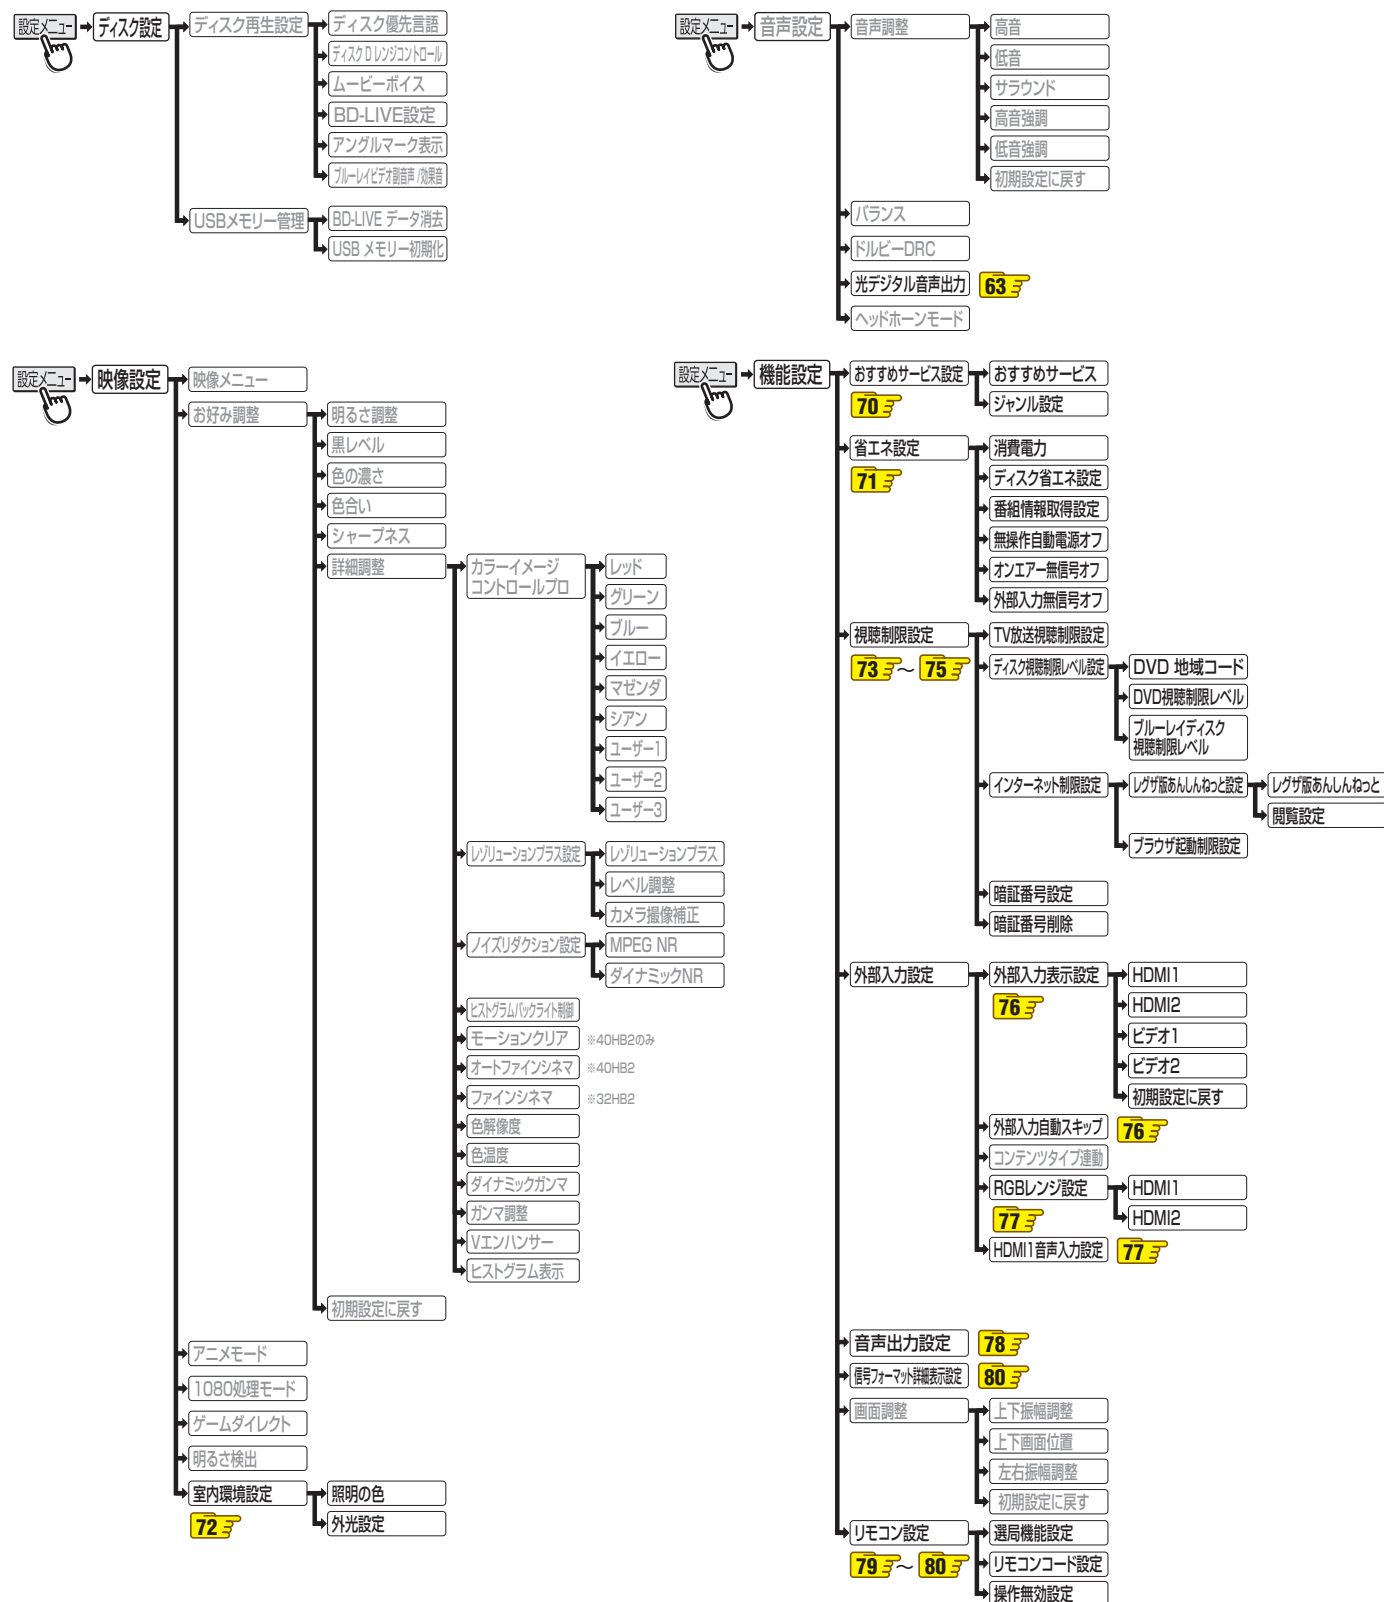 設定メニュー
ディスク設定
ディスク再生設定
ディスク優先言語
ディスクDレンジコントロール
ムービーボイス
BD-LIVE設定
アングルマーク表示
ブルーレイビデオ副音声/効果音
USBメモリー管理
BD-LIVE データ消去
USB メモリー初期化
設定メニュー
音声設定
音声調整
高音
低音
サラウンド
高音強調
低音強調
初期設定に戻す
バランス
ドルビーDRC
光デジタル音声出力
63
ヘッドホーンモード
設定メニュー
映像設定
映像メニュー
お好み調整
明るさ調整
黒レベル
色の濃さ
色合い
シャープネス
詳細調整
カラーイメージ
コントロールプロ
レッド
グリーン
ブルー
イエロー
マゼンダ
シアン
ユーザー1
ユーザー2
ユーザー3
レゾリューションプラス設定
レゾリューションプラス
レベル調整
カメラ撮像補正
ノイズリダクション設定
MPEG NR
ダイナミックNR
ヒストグラムバックライト制御
モーションクリア
※40HB2のみ
オートファインシネマ
※40HB2
ファインシネマ
※32HB2
色解像度
色温度
ダイナミックガンマ
ガンマ調整
Vエンハンサー
ヒストグラム表示
初期設定に戻す
アニメモード
1080処理モード
ゲームダイレクト
明るさ検出
室内環境設定
72
照明の色
外光設定
設定メニュー
機能設定
おすすめサービス設定
70
おすすめサービス
ジャンル設定
省エネ設定
71
消費電力
ディスク省エネ設定
番組情報取得設定
無操作自動電源オフ
オンエアー無信号オフ
外部入力無信号オフ
視聴制限設定
73 ～ 75
TV放送視聴制限設定
ディスク視聴制限レベル設定
DVD 地域コード
DVD視聴制限レベル
ブルーレイディスク
視聴制限レベル
インターネット制限設定
レグザ版あんしんねっと設定
レグザ版あんしんねっと
閲覧設定
ブラウザ起動制限設定
暗証番号設定
暗証番号削除
外部入力設定
外部入力表示設定
76
HDMI1
HDMI2
ビデオ1
ビデオ2
初期設定に戻す
外部入力自動スキップ
76
コンテンツタイプ連動
RGBレンジ設定
77
HDMI1
HDMI2
HDMI1音声入力設定
77
音声出力設定
78
信号フォーマット詳細表示設定
80
画面調整
上下振幅調整
上下画面位置
左右振幅調整
初期設定に戻す
リモコン設定
79 ～ 80
選局機能設定
リモコンコード設定
操作無効設定